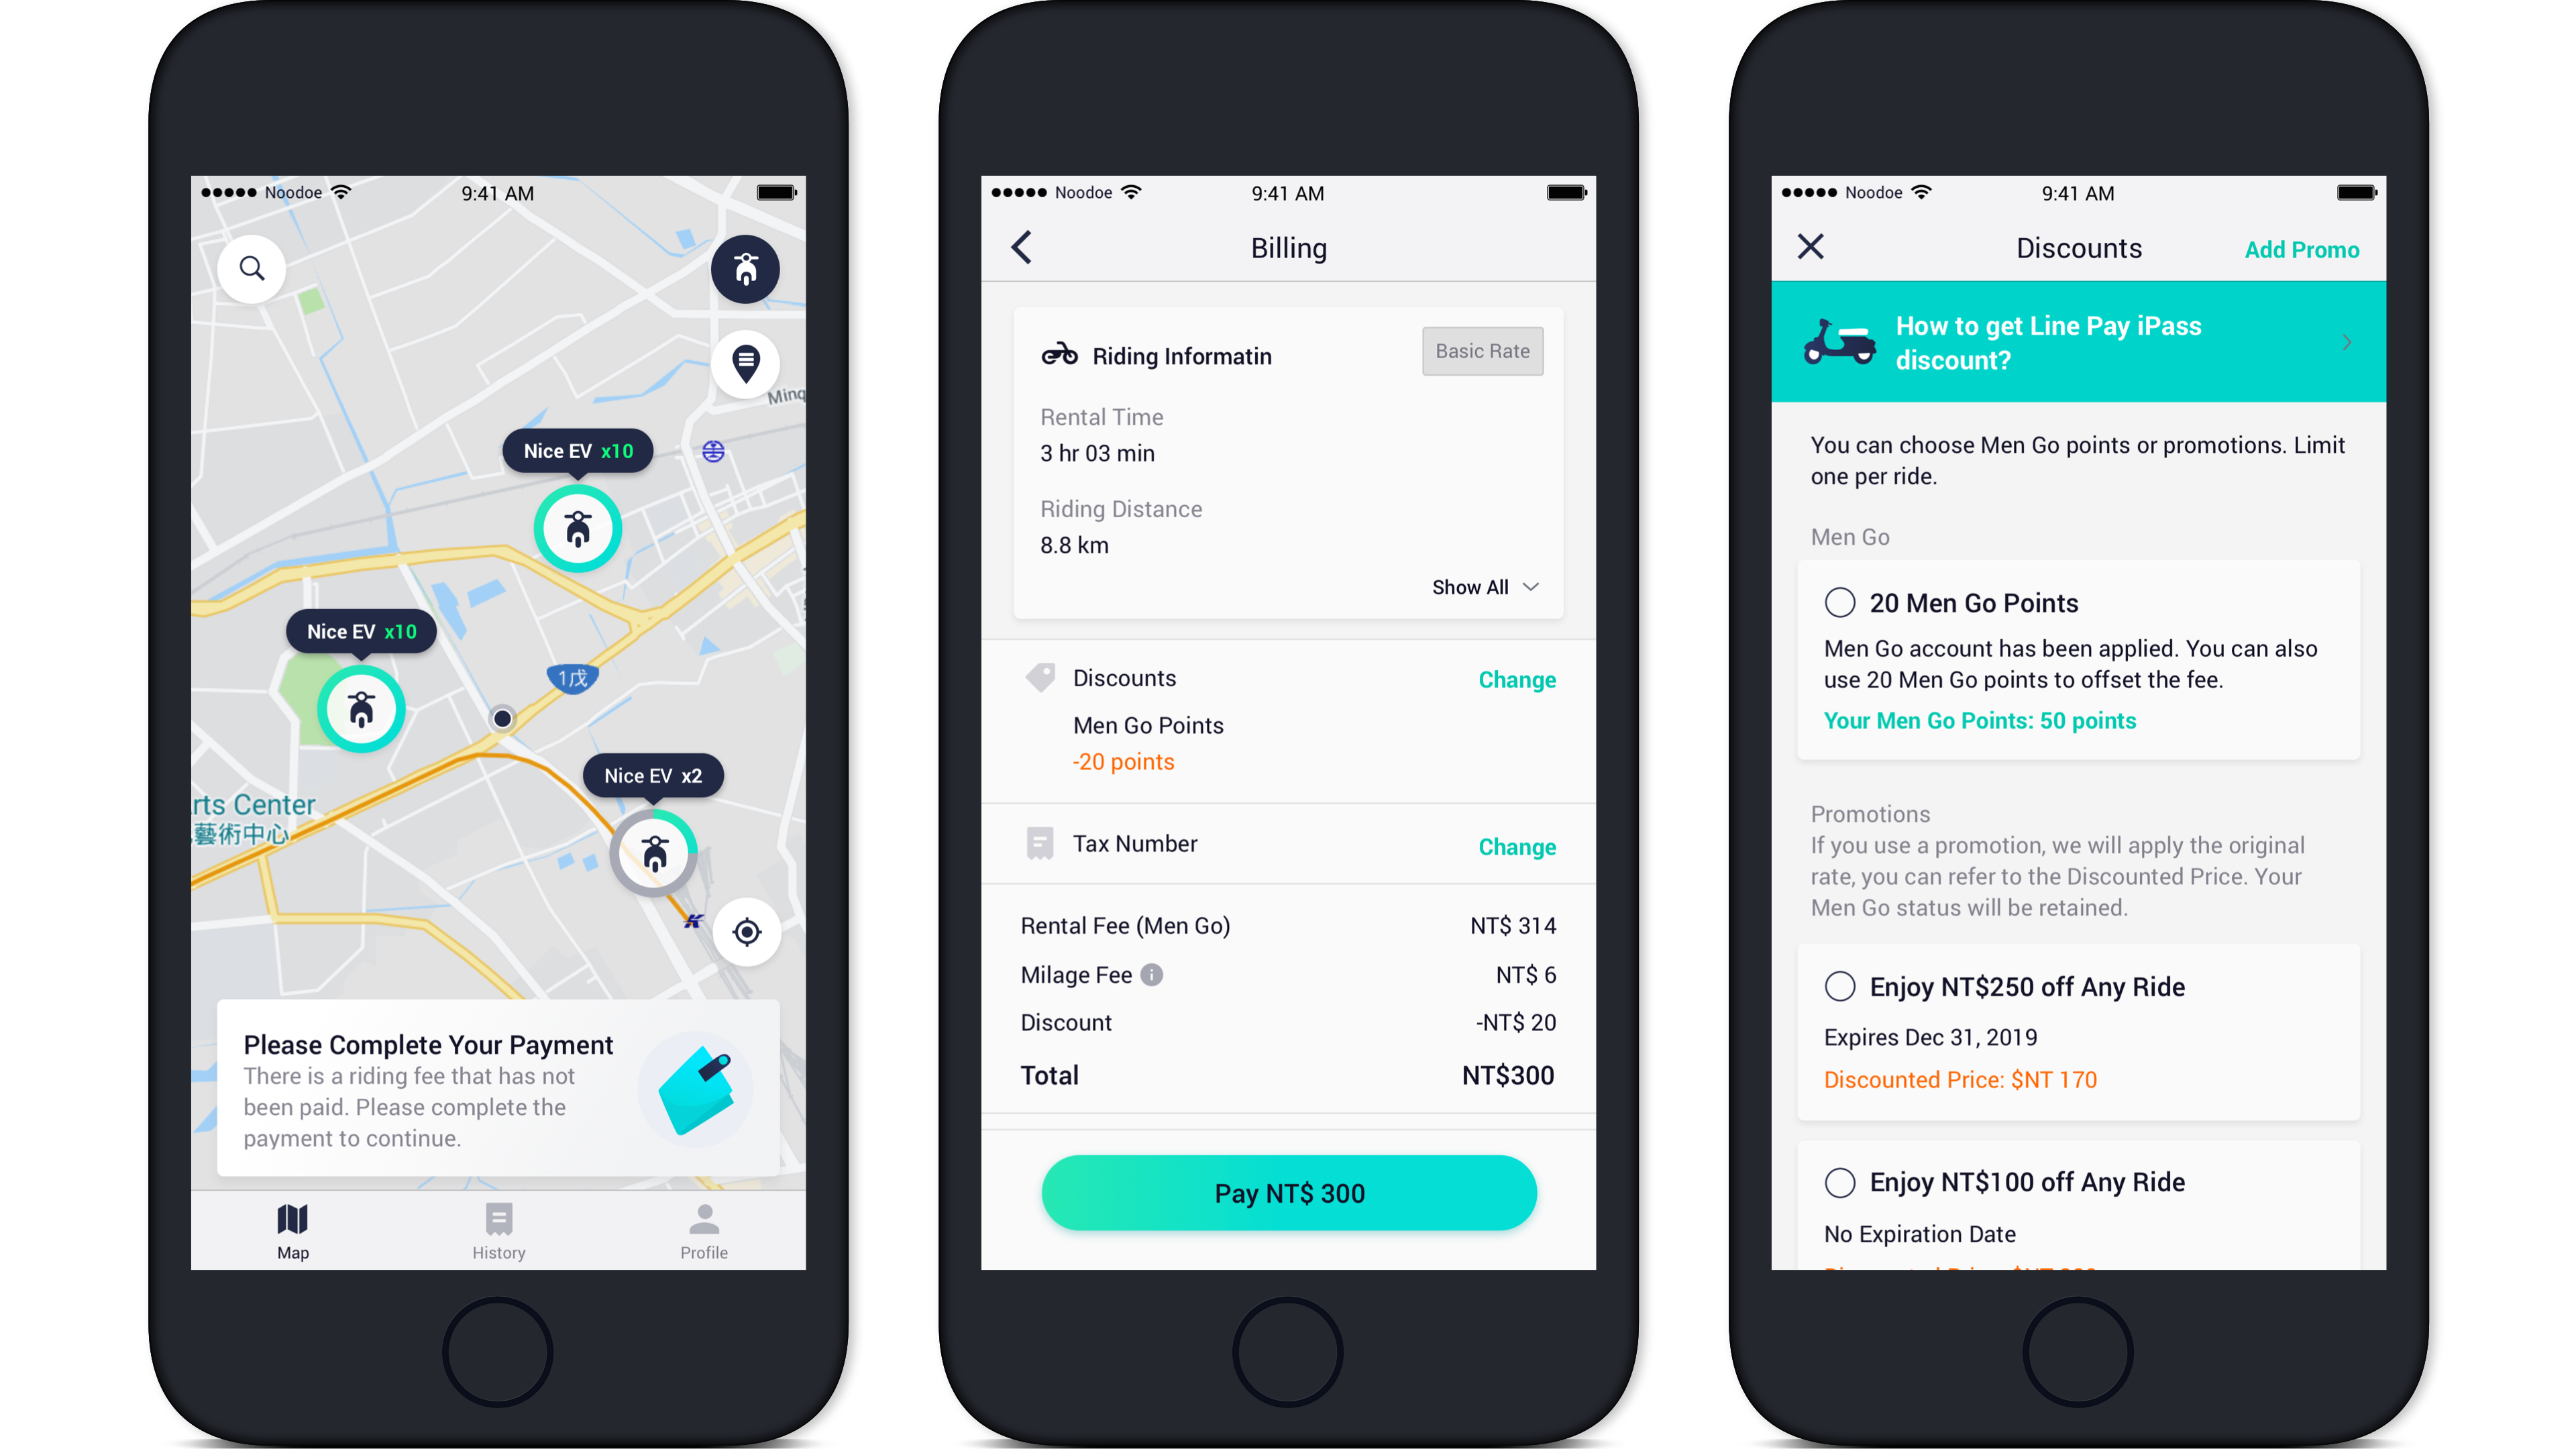 Noodoe
9:41 AM
Nice EV x10
Nice EV x10
1戊
Nice EV x2
rts Center
藝術中心
Please Complete Your Payment
There is a riding fee that has not
been paid. Please complete the
payment to continue.
Map
History
Profile
Noodoe
9:41 AM
Billing
Riding Informatin
Basic Rate
Rental Time
3 hr 03 min
Riding Distance
8.8 km
Show All
Discounts
Change
Men Go Points
-20 points
Tax Number
Change
Rental Fee (Men Go)
NT$ 314
Milage Fee i
NT$ 6
Discount
-NT$ 20
Total
NT$300
Pay NT$ 300
Noodoe
9:41 AM
Discounts
Add Promo
How to get Line Pay iPass
discount?
You can choose Men Go points or promotions. Limit
one per ride.
Men Go
20 Men Go Points
Men Go account has been applied. You can also
use 20 Men Go points to offset the fee.
Your Men Go Points: 50 points
Promotions
If you use a promotion, we will apply the original
rate, you can refer to the Discounted Price. Your
Men Go status will be retained.
Enjoy NT$250 off Any Ride
Expires Dec 31, 2019
Discounted Price: $NT 170
Enjoy NT$100 off Any Ride
No Expiration Date